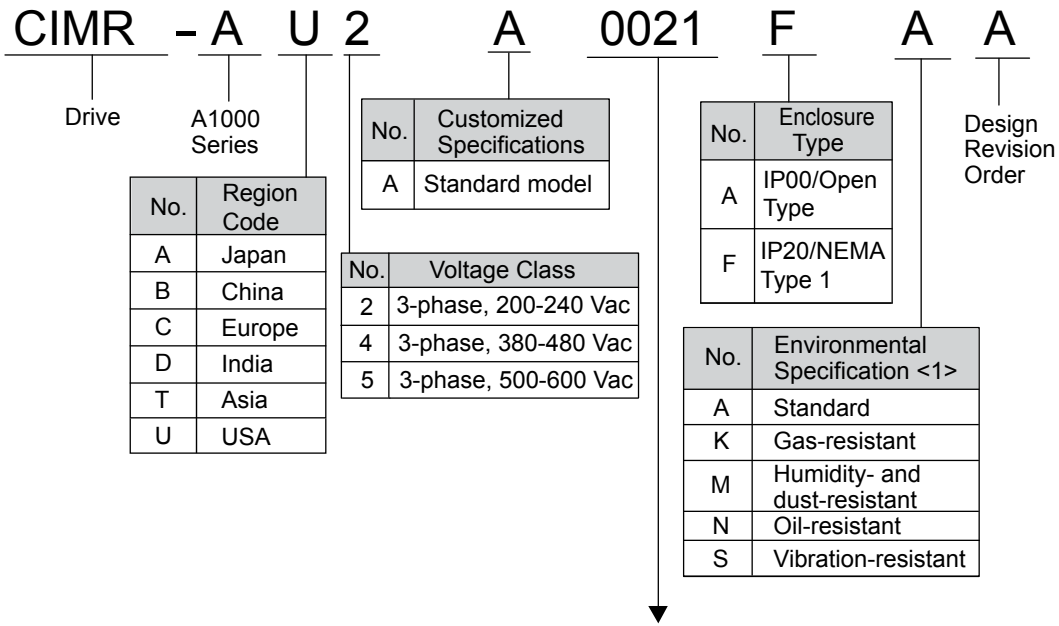 CIMR - A U 2 A 0021 F A A
Drive
A1000
Series
No. Region
Code
A Japan
B China
C Europe
D India
T Asia
U USA
No. Customized
Specifications
A Standard model
No. Voltage Class
2 3-phase, 200-240 Vac
4 3-phase, 380-480 Vac
5 3-phase, 500-600 Vac
No. Enclosure
Type
A IP00/Open
Type
F IP20/NEMA
Type 1
No. Environmental
Specification <1>
A Standard
K Gas-resistant
M Humidity- and
dust-resistant
N Oil-resistant
S Vibration-resistant
Design
Revision
Order